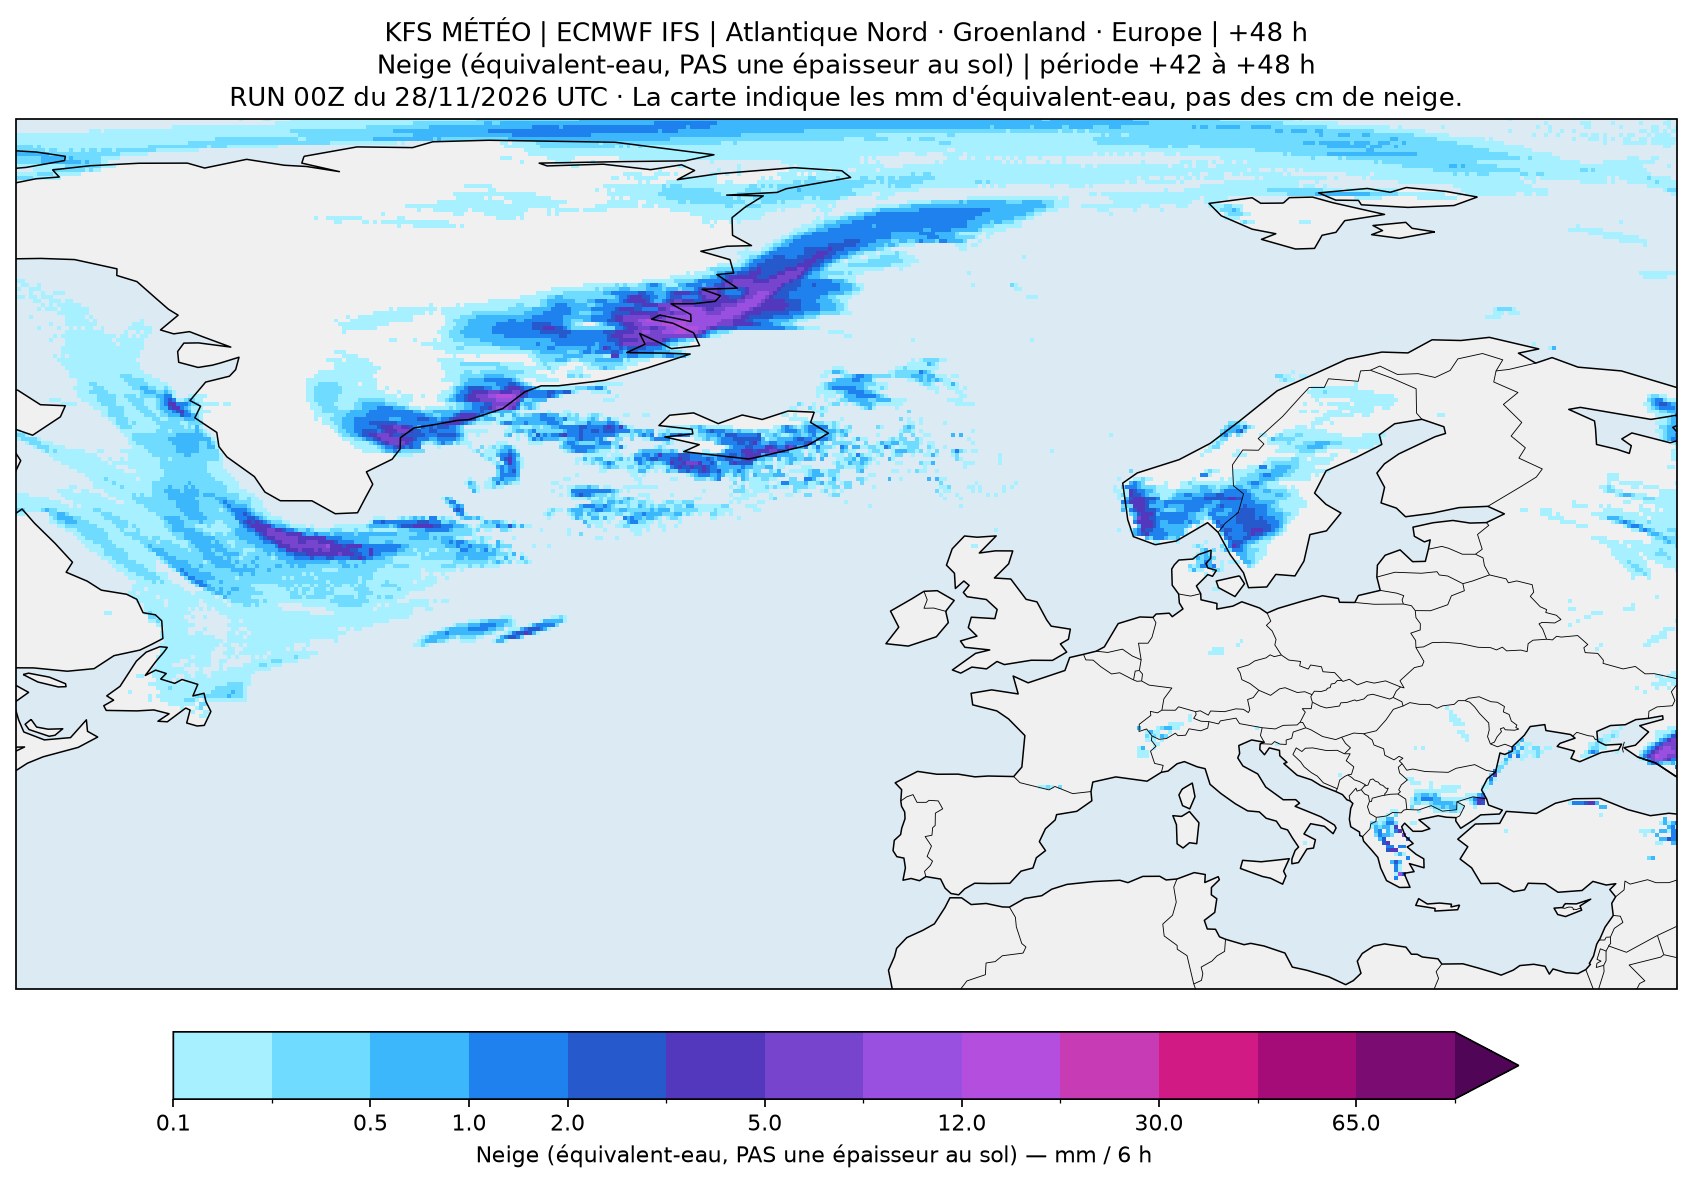 KFS MÉTÉO | ECMWF IFS | Atlantique Nord · Groenland · Europe | +48 h
Neige (équivalent-eau, PAS une épaisseur au sol) | période +42 à +48 h
RUN 00Z du 28/11/2026 UTC · La carte indique les mm d'équivalent-eau, pas des cm de neige.
0.1 0.5 1.0 2.0 5.0 12.0 30.0 65.0
Neige (équivalent-eau, PAS une épaisseur au sol) — mm / 6 h